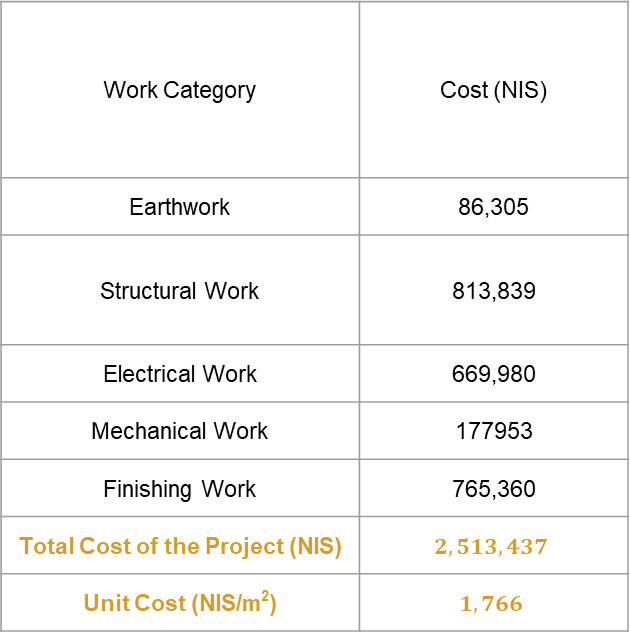 Work Category Cost (NIS)
Earthwork 86,305
Structural Work 813,839
Electrical Work 669,980
Mechanical Work 177953
Finishing Work 765,360
Total Cost of the Project (NIS) 2,513,437
Unit Cost (NIS/m²) 1,766